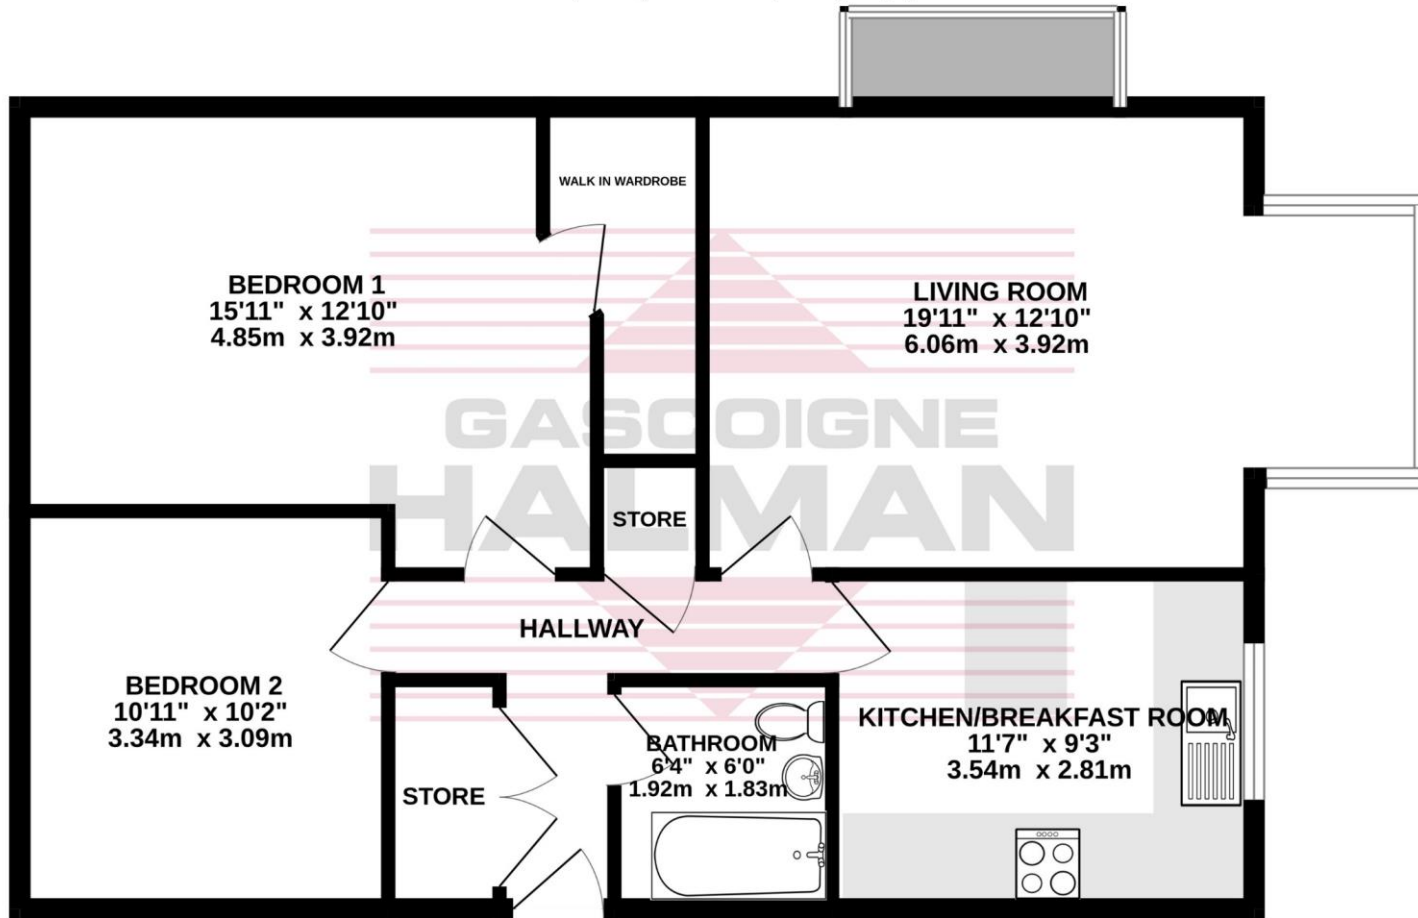 WALK IN WARDROBE
BEDROOM 1
15'11" x 12'10"
4.85m x 3.92m
LIVING ROOM
19'11" x 12'10"
6.06m x 3.92m
GASCOIGNE
HALMAN
STORE
HALLWAY
BEDROOM 2
10'11" x 10'2"
3.34m x 3.09m
STORE
BATHROOM
6'4" x 6'0"
1.92m x 1.83m
KITCHEN/BREAKFAST ROOM
11'7" x 9'3"
3.54m x 2.81m